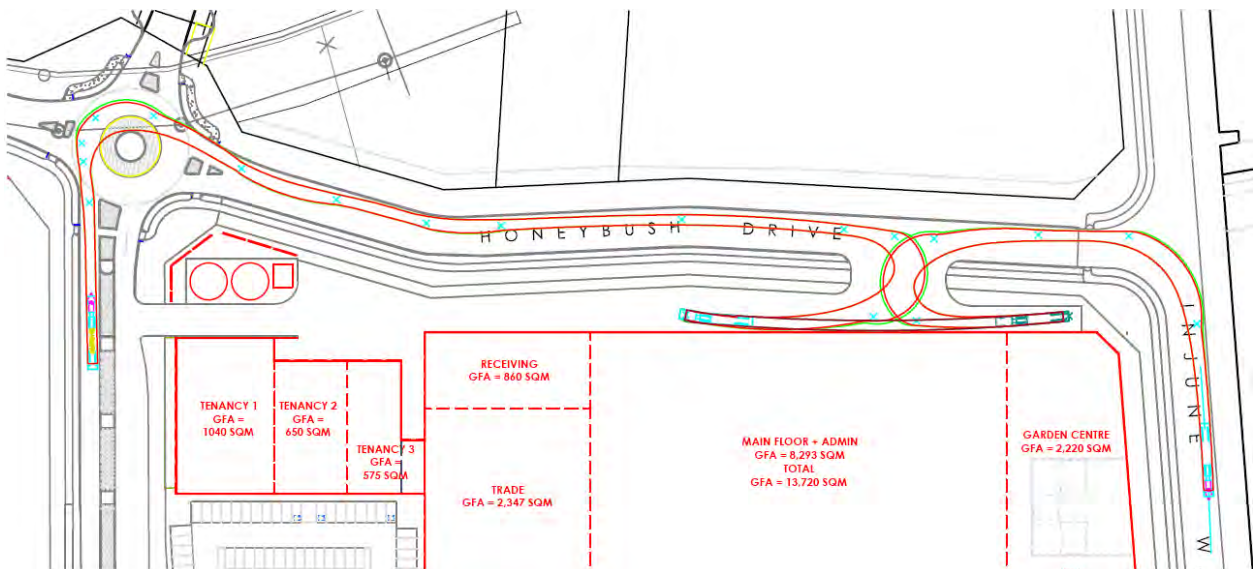 HONEYBUSH DRIVE
INJUNE W
RECEIVING
GFA = 860 SQM
TENANCY 1
GFA =
1040 SQM
TENANCY 2
GFA =
650 SQM
TENANCY 3
GFA =
575 SQM
TRADE
GFA = 2,347 SQM
MAIN FLOOR + ADMIN
GFA = 8,293 SQM
TOTAL
GFA = 13,720 SQM
GARDEN CENTRE
GFA = 2,220 SQM